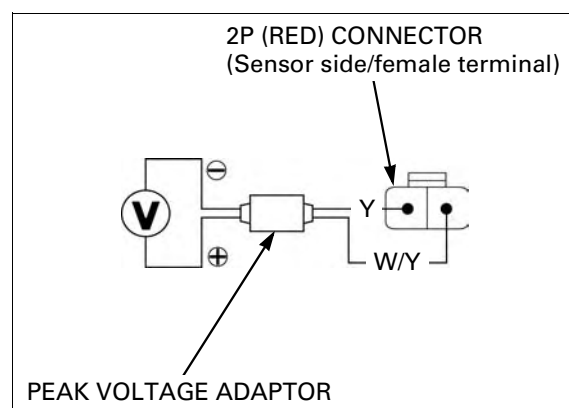 2P (RED) CONNECTOR
(Sensor side/female terminal)
⊖
V
Y
⊕
W/Y
PEAK VOLTAGE ADAPTOR